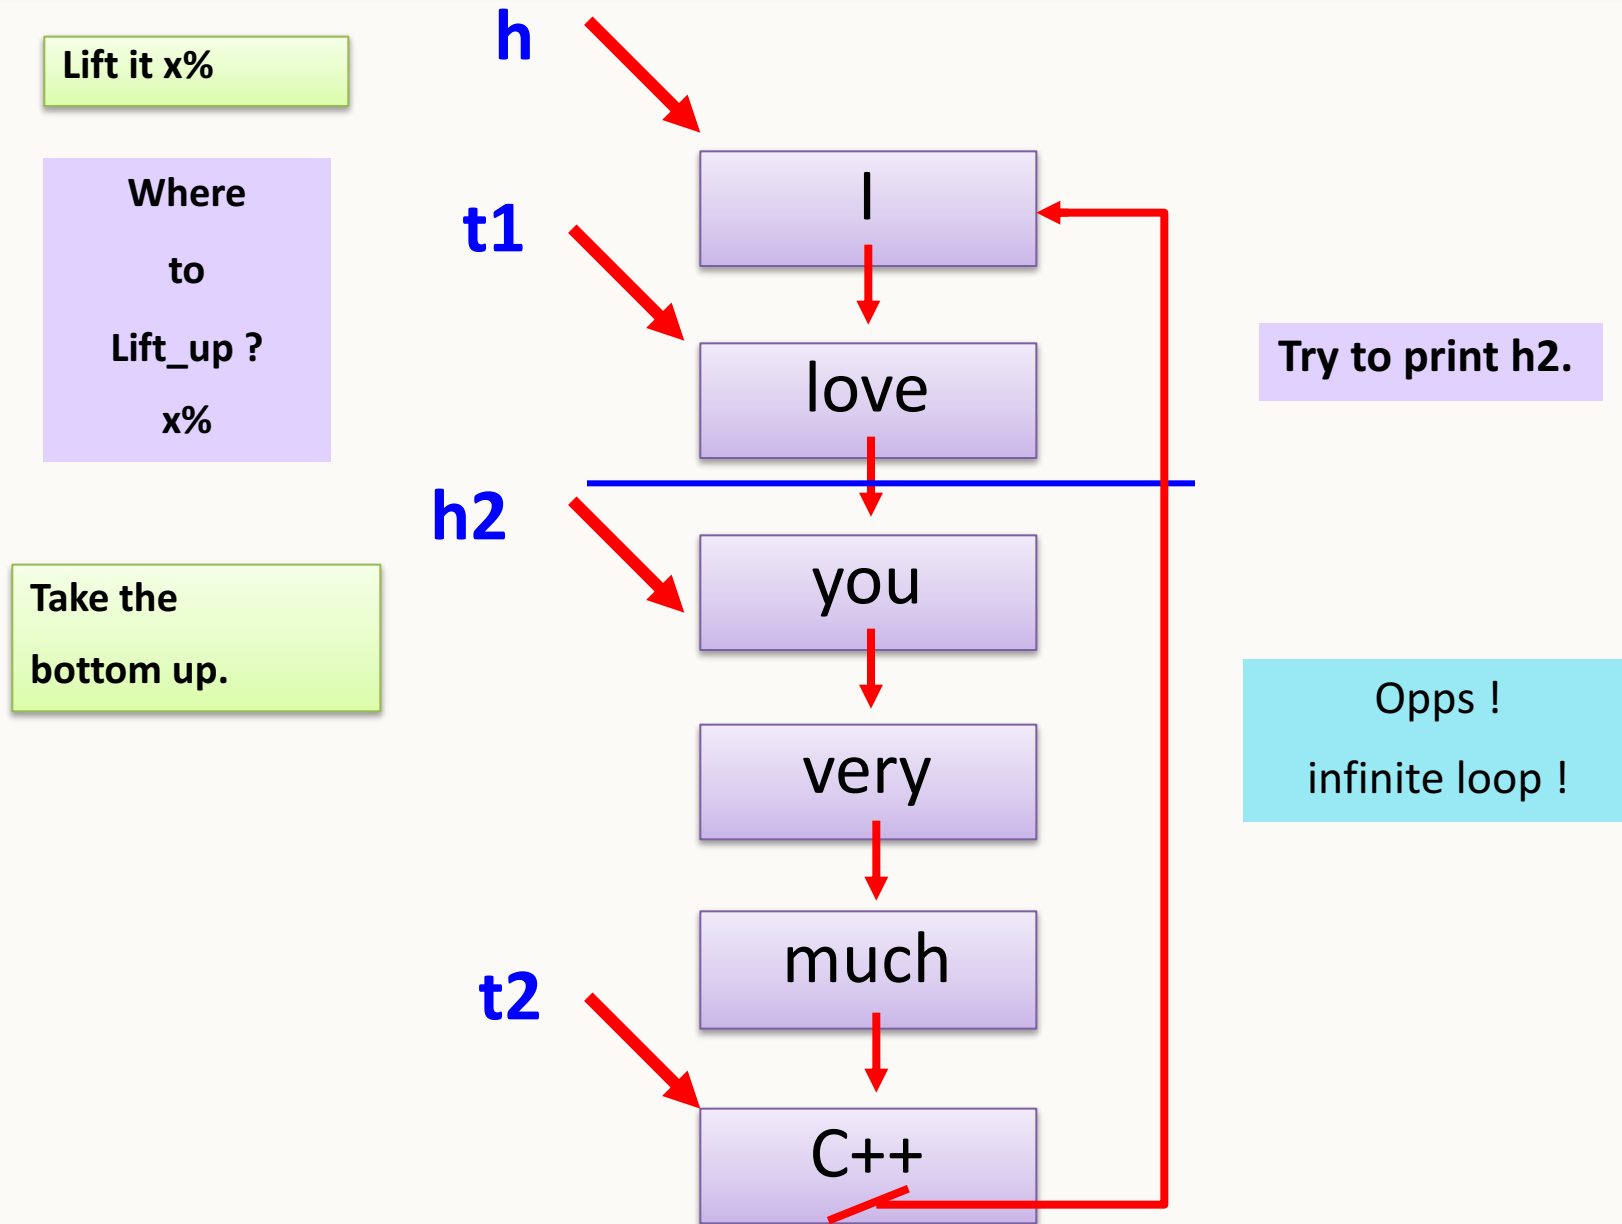 Lift it x%
Where
to
Lift_up ?
x%
Take the
bottom up.
h
t1
h2
t2
I
love
you
very
much
C++
Try to print h2.
Opps !
infinite loop !